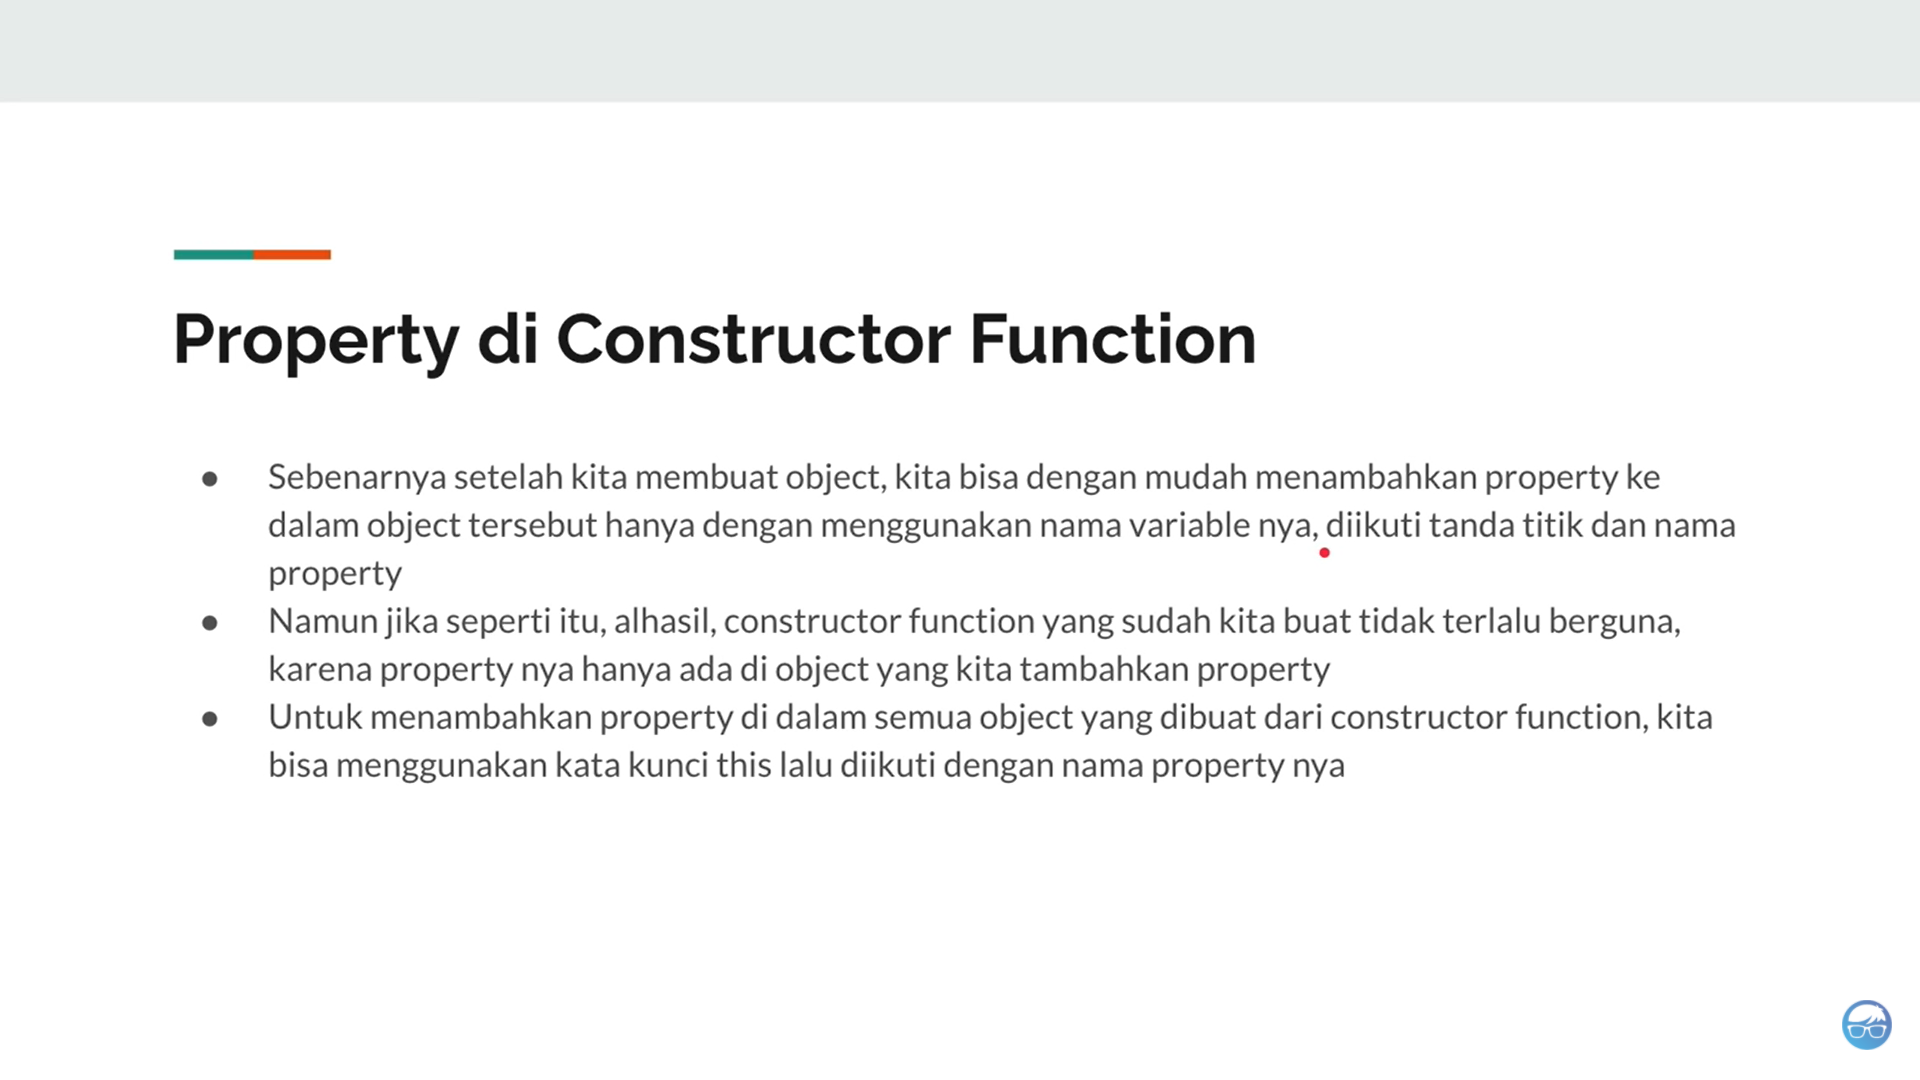 Property di Constructor Function
● Sebenarnya setelah kita membuat object, kita bisa dengan mudah menambahkan property ke
dalam object tersebut hanya dengan menggunakan nama variable nya, diikuti tanda titik dan nama
property
● Namun jika seperti itu, alhasil, constructor function yang sudah kita buat tidak terlalu berguna,
karena property nya hanya ada di object yang kita tambahkan property
● Untuk menambahkan property di dalam semua object yang dibuat dari constructor function, kita
bisa menggunakan kata kunci this lalu diikuti dengan nama property nya